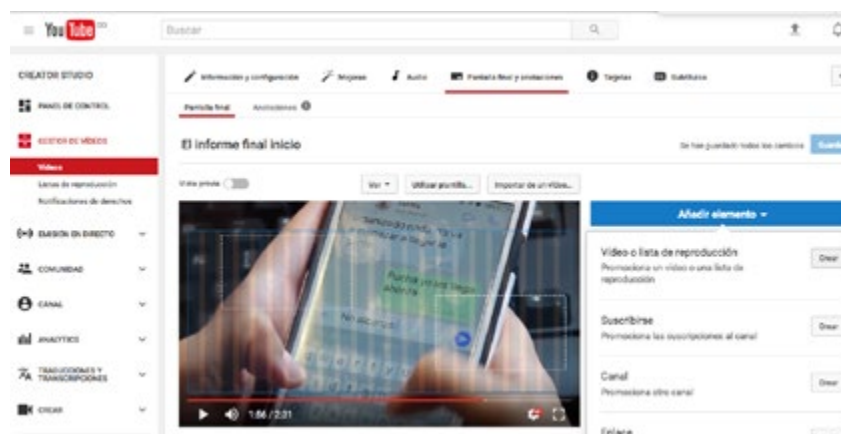 YouTube ES
Buscar
CREATOR STUDIO
PANEL DE CONTROL
GESTOR DE VÍDEOS
Vídeos
Listas de reproducción
Notificaciones de derechos
EMISIÓN EN DIRECTO
COMUNIDAD
CANAL
ANALYTICS
TRADUCCIONES Y
TRANSCRIPCIONES
CREAR
Información y configuración
Mejoras
Audio
Pantalla final y anotaciones
Tarjetas
Subtítulos
Pantalla final
Anotaciones
El informe final inicio
Se han guardado todos los cambios
Vista previa
Ver
Utilizar plantilla...
Importar de un vídeo...
No
1:56 / 2:31
Añadir elemento
Vídeo o lista de reproducción
Promociona un vídeo o una lista de
reproducción
Crear
Suscribirse
Promociona las suscripciones al canal
Crear
Canal
Promociona otro canal
Crear
Enlace